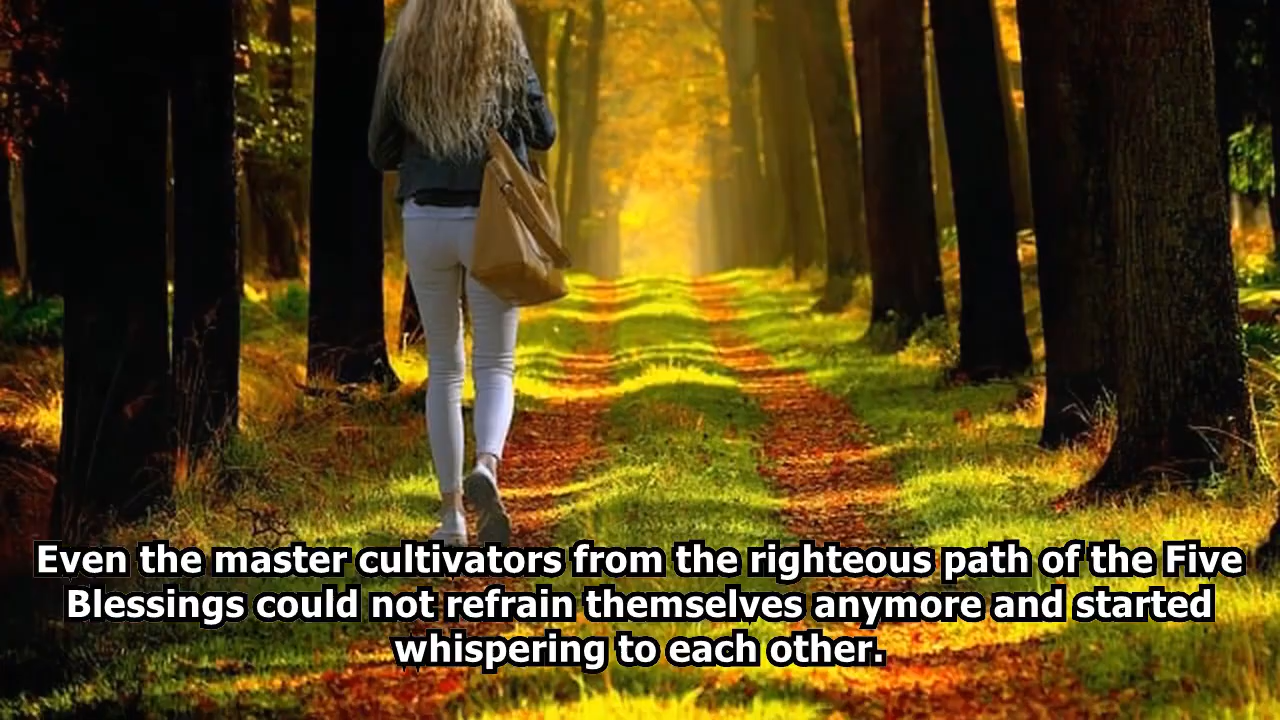 Even the master cultivators from the righteous path of the Five
Blessings could not refrain themselves anymore and started
whispering to each other.